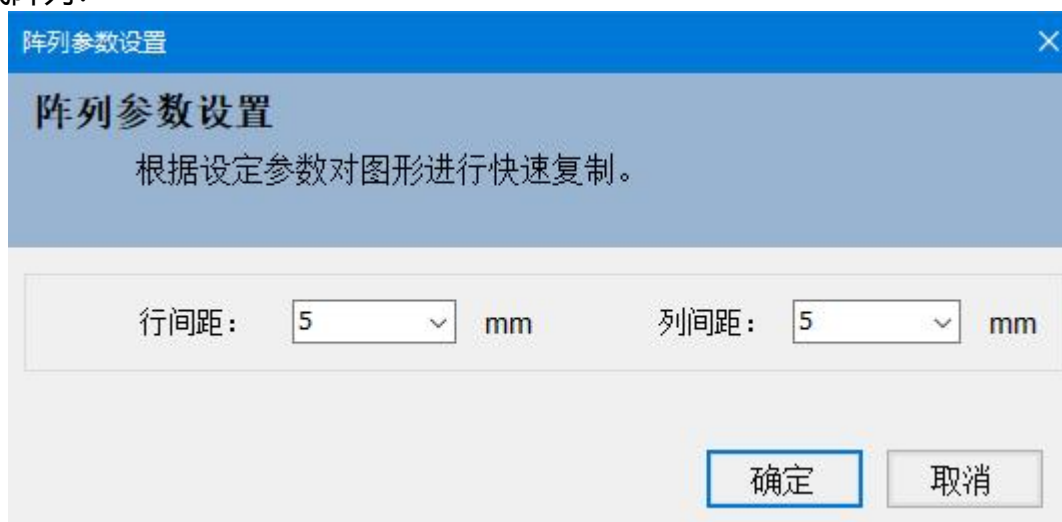 阵列参数设置
阵列参数设置
根据设定参数对图形进行快速复制。
行间距： 5 mm 列间距： 5 mm
确定 取消